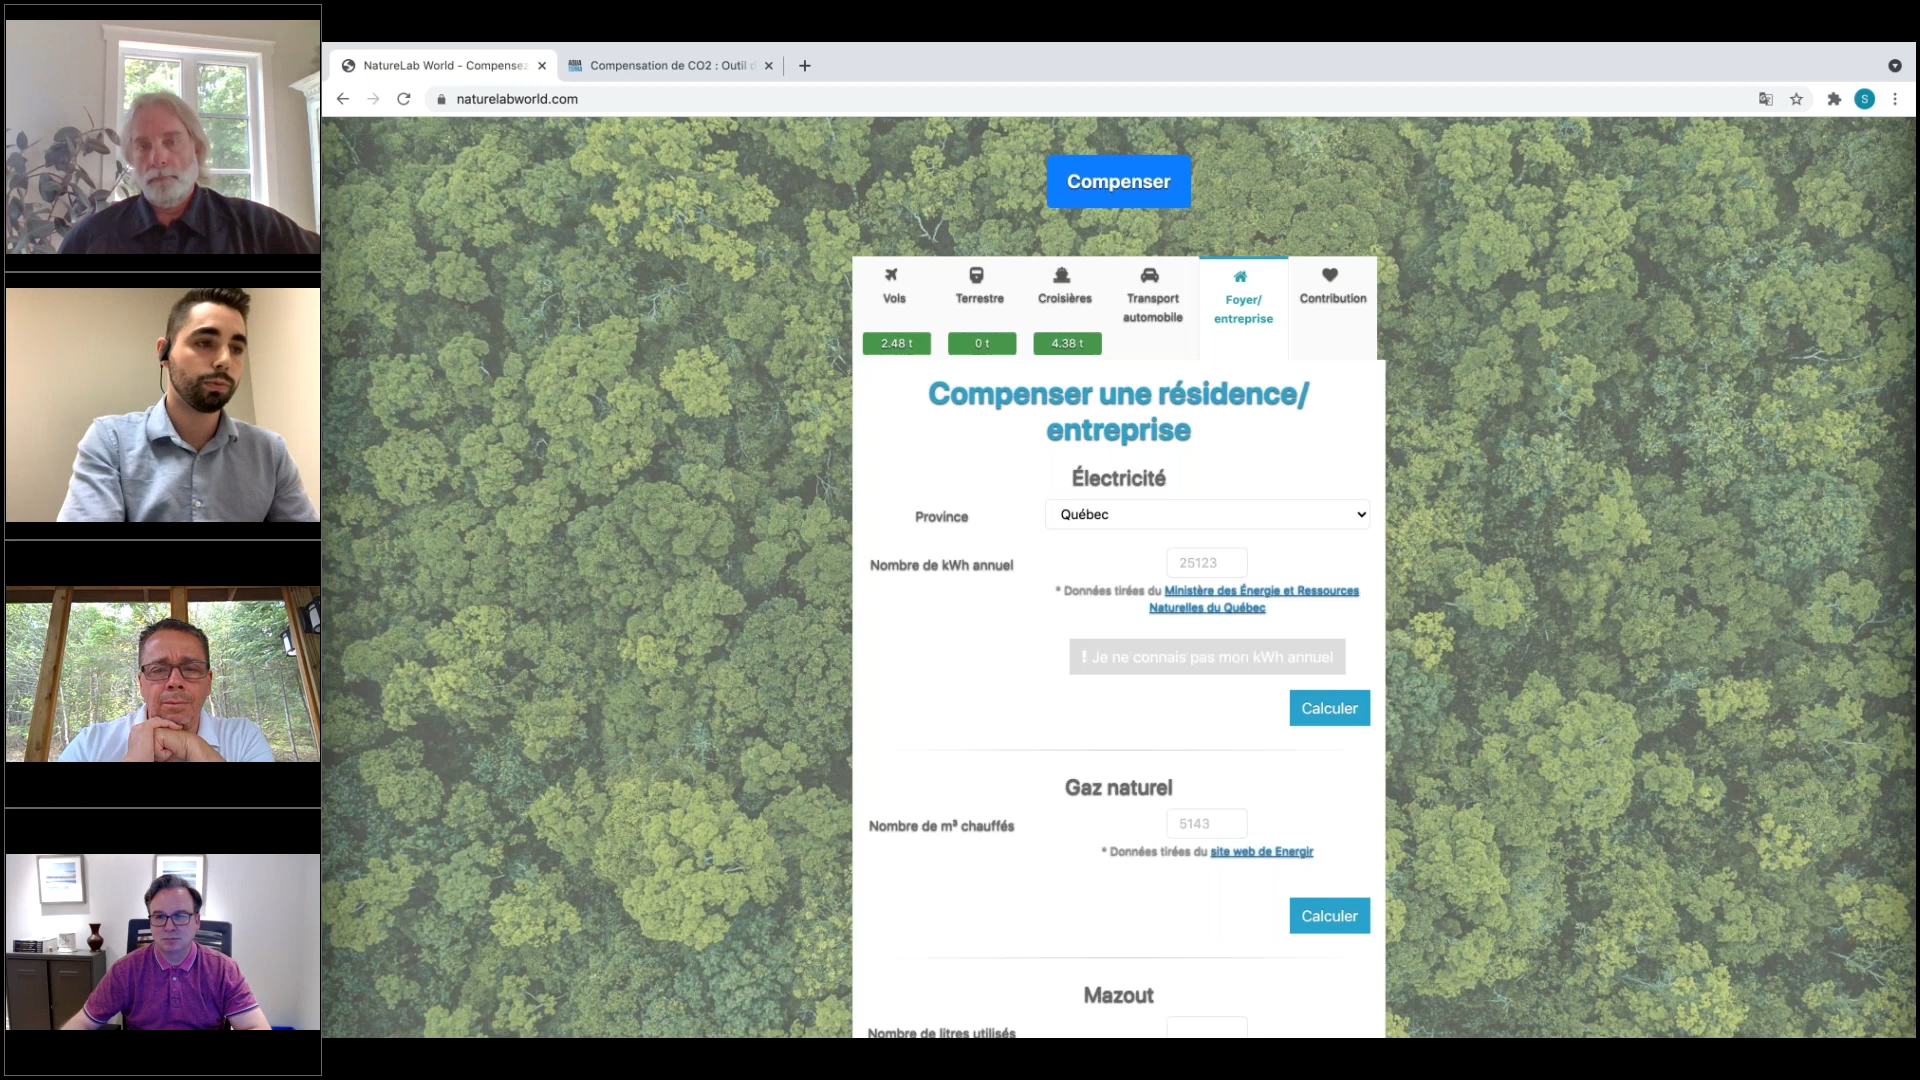 NatureLab World - Compensez
Compensation de CO2 : Outil d
naturelabworld.com
S
Compenser
Vols
Terrestre
Croisières
Transport
automobile
Foyer/
entreprise
Contribution
2.48 t
0 t
4.38 t
Compenser une résidence/
entreprise
Électricité
Province
Québec
Nombre de kWh annuel
25123
* Données tirées du Ministère des Énergie et Ressources
Naturelles du Québec
! Je ne connais pas mon kWh annuel
Calculer
Gaz naturel
Nombre de m³ chauffés
5143
* Données tirées du site web de Energir
Calculer
Mazout
Nombre de litres utilisés